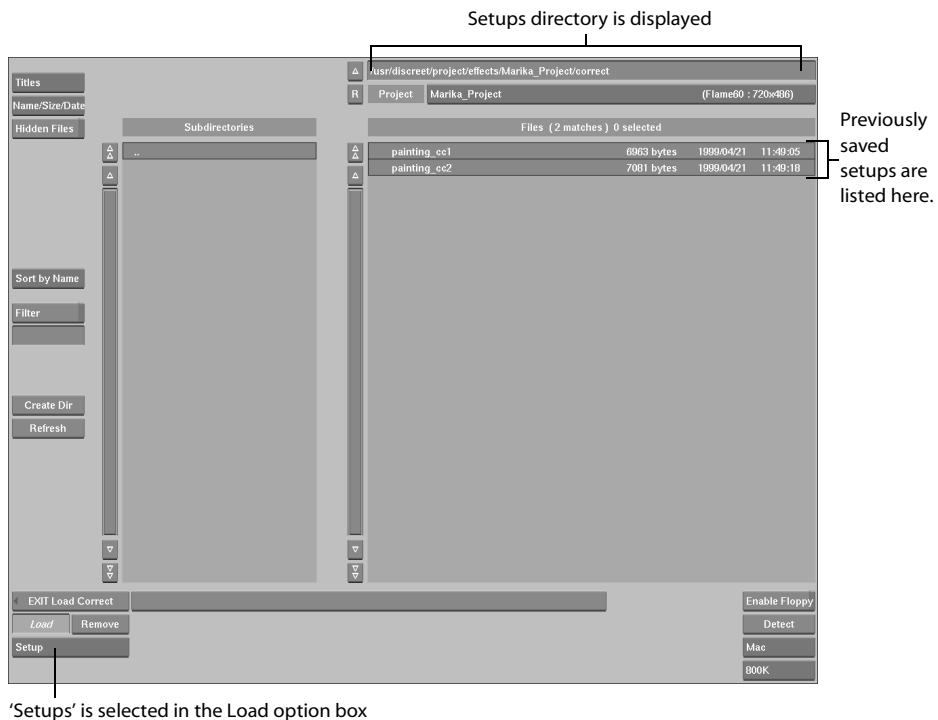 Setups directory is displayed
/usr/discreet/project/effects/Marika_Project/correct
Titles
R Project Marika_Project (Flame60 : 720x486)
Name/Size/Date
Hidden Files
Subdirectories
Files ( 2 matches ) 0 selected
..
painting_cc1 6963 bytes 1999/04/21 11:49:05
painting_cc2 7081 bytes 1999/04/21 11:49:18
Previously
saved
setups are
listed here.
Sort by Name
Filter
Create Dir
Refresh
EXIT Load Correct
Enable Floppy
Load Remove
Detect
Setup
Mac
800K
‘Setups’ is selected in the Load option box